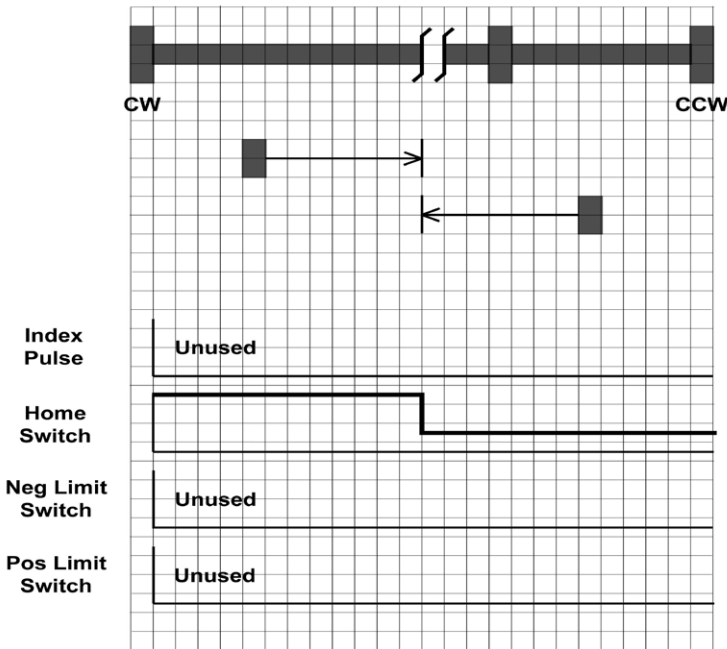 CW
CCW
Index
Pulse
Unused
Home
Switch
Neg Limit
Switch
Unused
Pos Limit
Switch
Unused